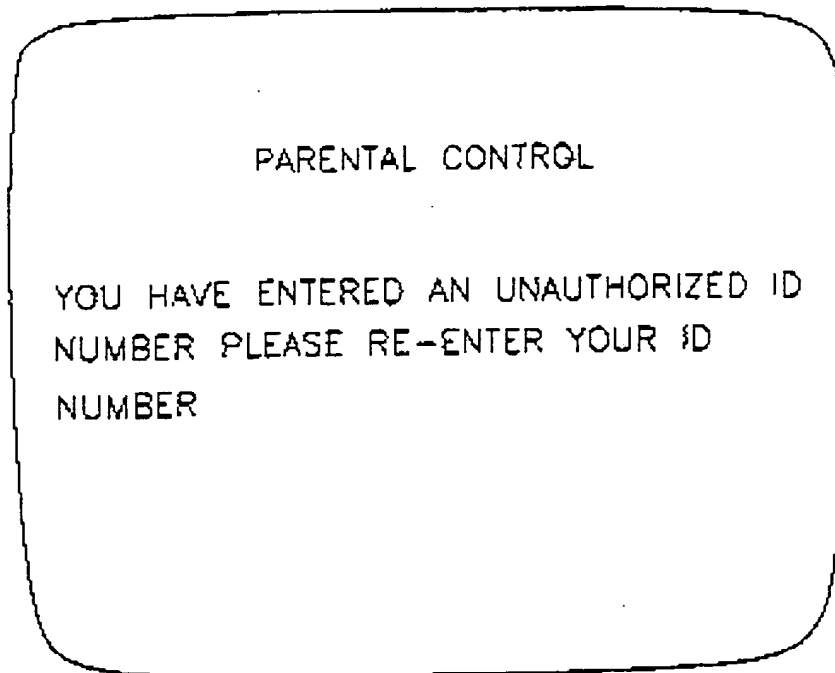 PARENTAL CONTROL
YOU HAVE ENTERED AN UNAUTHORIZED ID
NUMBER PLEASE RE-ENTER YOUR ID
NUMBER